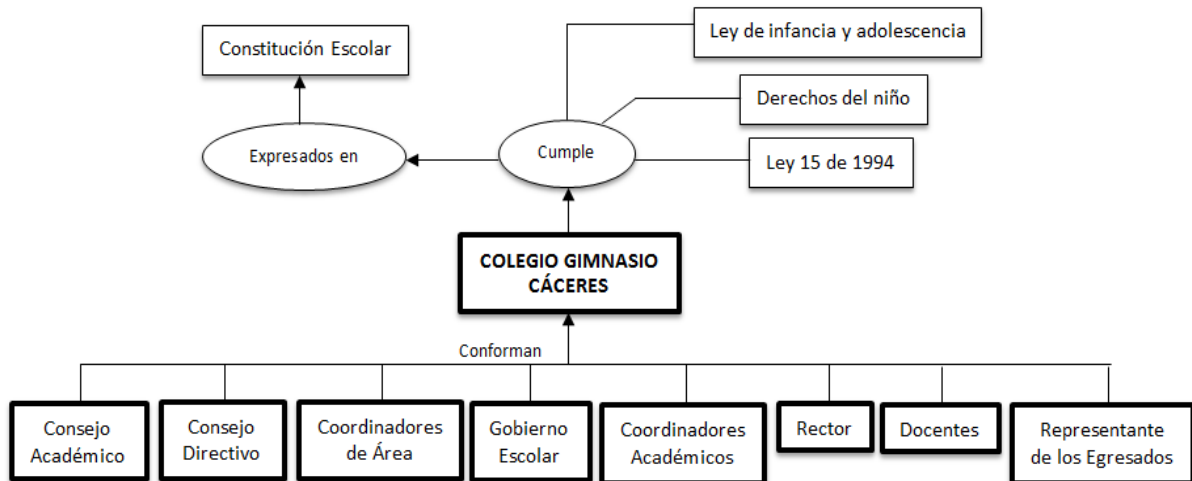 Constitución Escolar
Ley de infancia y adolescencia
Derechos del niño
Expresados en
Cumple
Ley 15 de 1994
COLEGIO GIMNASIO
CÁCERES
Conforman
Consejo
Académico
Consejo
Directivo
Coordinadores
de Área
Gobierno
Escolar
Coordinadores
Académicos
Rector
Docentes
Representante
de los Egresados